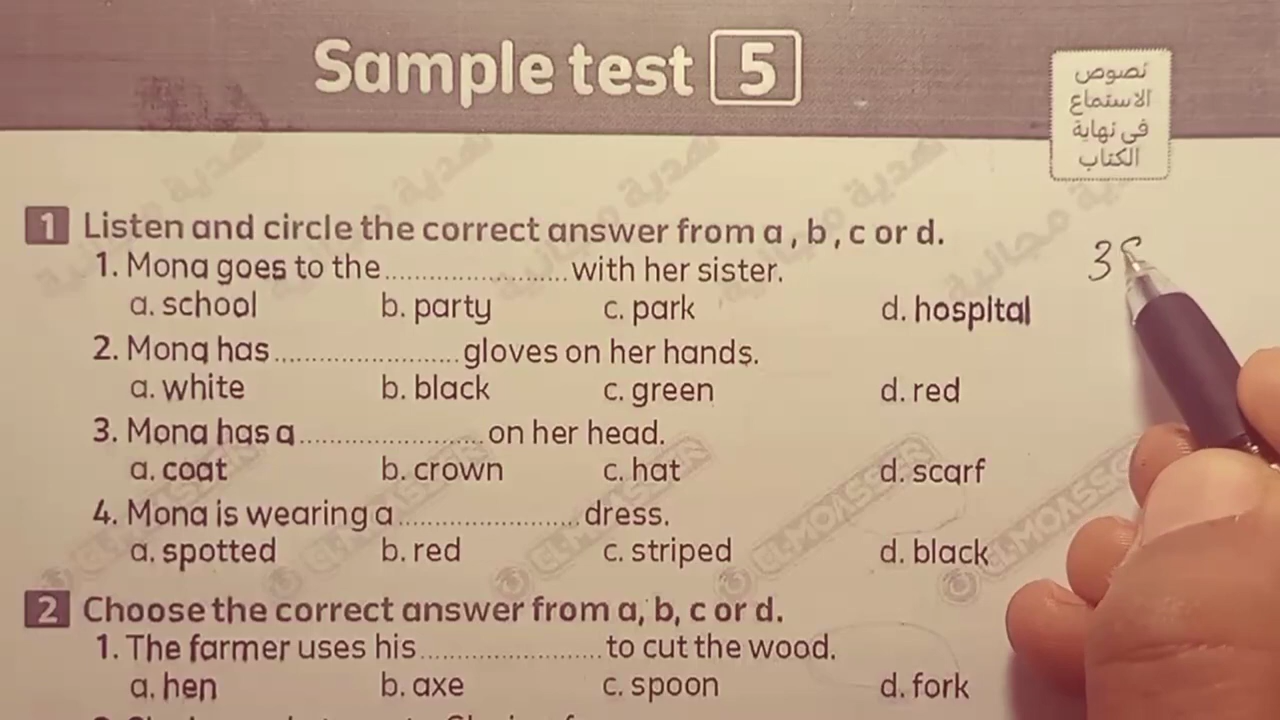 Sample test 5
نصوص
الاستماع
فى نهاية
الكتاب
1 Listen and circle the correct answer from a , b , c or d.
38
1. Mona goes to the ........................ with her sister.
a. school b. party c. park d. hospital
2. Mona has ........................ gloves on her hands.
a. white b. black c. green d. red
3. Mona has a ........................ on her head.
a. coat b. crown c. hat d. scarf
4. Mona is wearing a ........................ dress.
a. spotted b. red c. striped d. black
2 Choose the correct answer from a, b, c or d.
1. The farmer uses his ........................ to cut the wood.
a. hen b. axe c. spoon d. fork